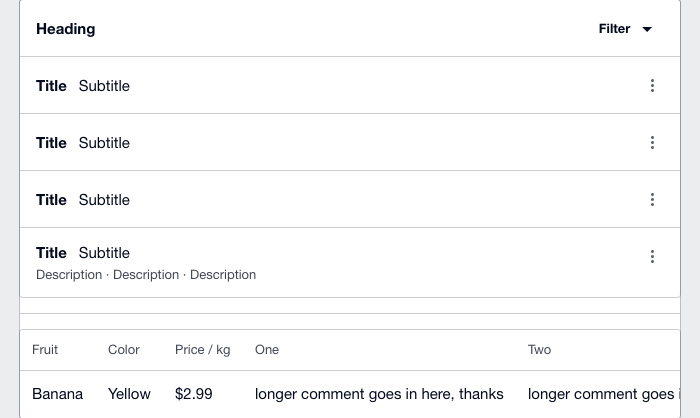 Heading Filter
Title Subtitle
Title Subtitle
Title Subtitle
Title Subtitle
Description · Description · Description
Fruit Color Price / kg One Two
Banana Yellow $2.99 longer comment goes in here, thanks longer comment goes